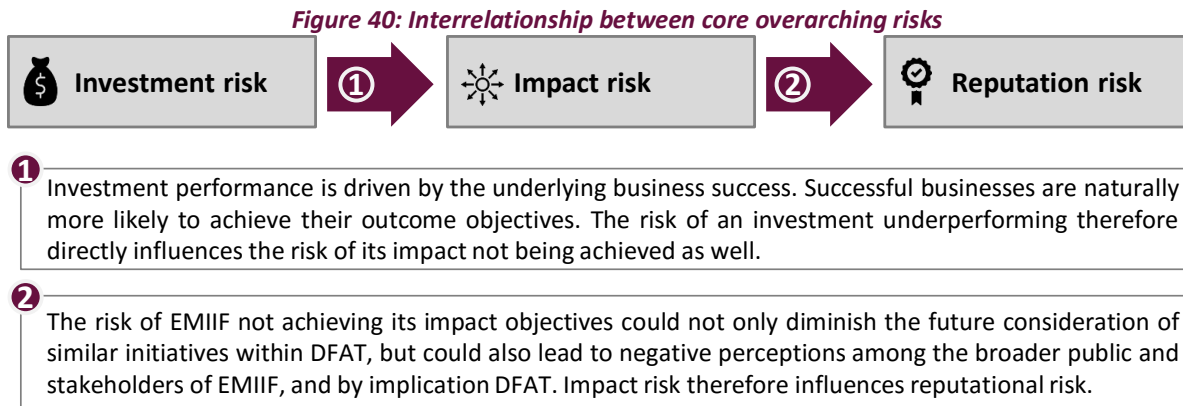 Figure 40: Interrelationship between core overarching risks
$ Investment risk
①
Impact risk
②
Reputation risk
❶
Investment performance is driven by the underlying business success. Successful businesses are naturally
more likely to achieve their outcome objectives. The risk of an investment underperforming therefore
directly influences the risk of its impact not being achieved as well.
❷
The risk of EMIIF not achieving its impact objectives could not only diminish the future consideration of
similar initiatives within DFAT, but could also lead to negative perceptions among the broader public and
stakeholders of EMIIF, and by implication DFAT. Impact risk therefore influences reputational risk.